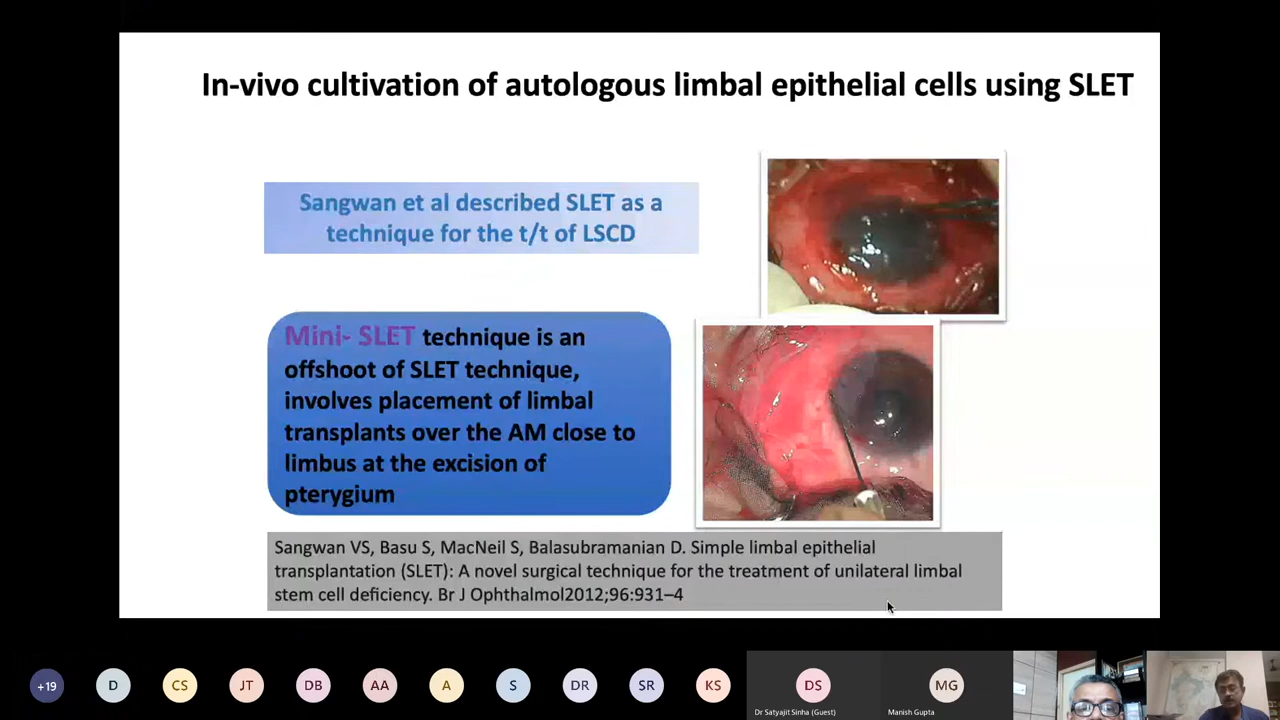 In-vivo cultivation of autologous limbal epithelial cells using SLET
Sangwan et al described SLET as a
technique for the t/t of LSCD
Mini- SLET technique is an
offshoot of SLET technique,
involves placement of limbal
transplants over the AM close to
limbus at the excision of
pterygium
Sangwan VS, Basu S, MacNeil S, Balasubramanian D. Simple limbal epithelial
transplantation (SLET): A novel surgical technique for the treatment of unilateral limbal
stem cell deficiency. Br J Ophthalmol2012;96:931–4
+19
D
CS
JT
DB
AA
A
S
DR
SR
KS
DS
MG
Dr Satyajit Sinha (Guest)
Manish Gupta